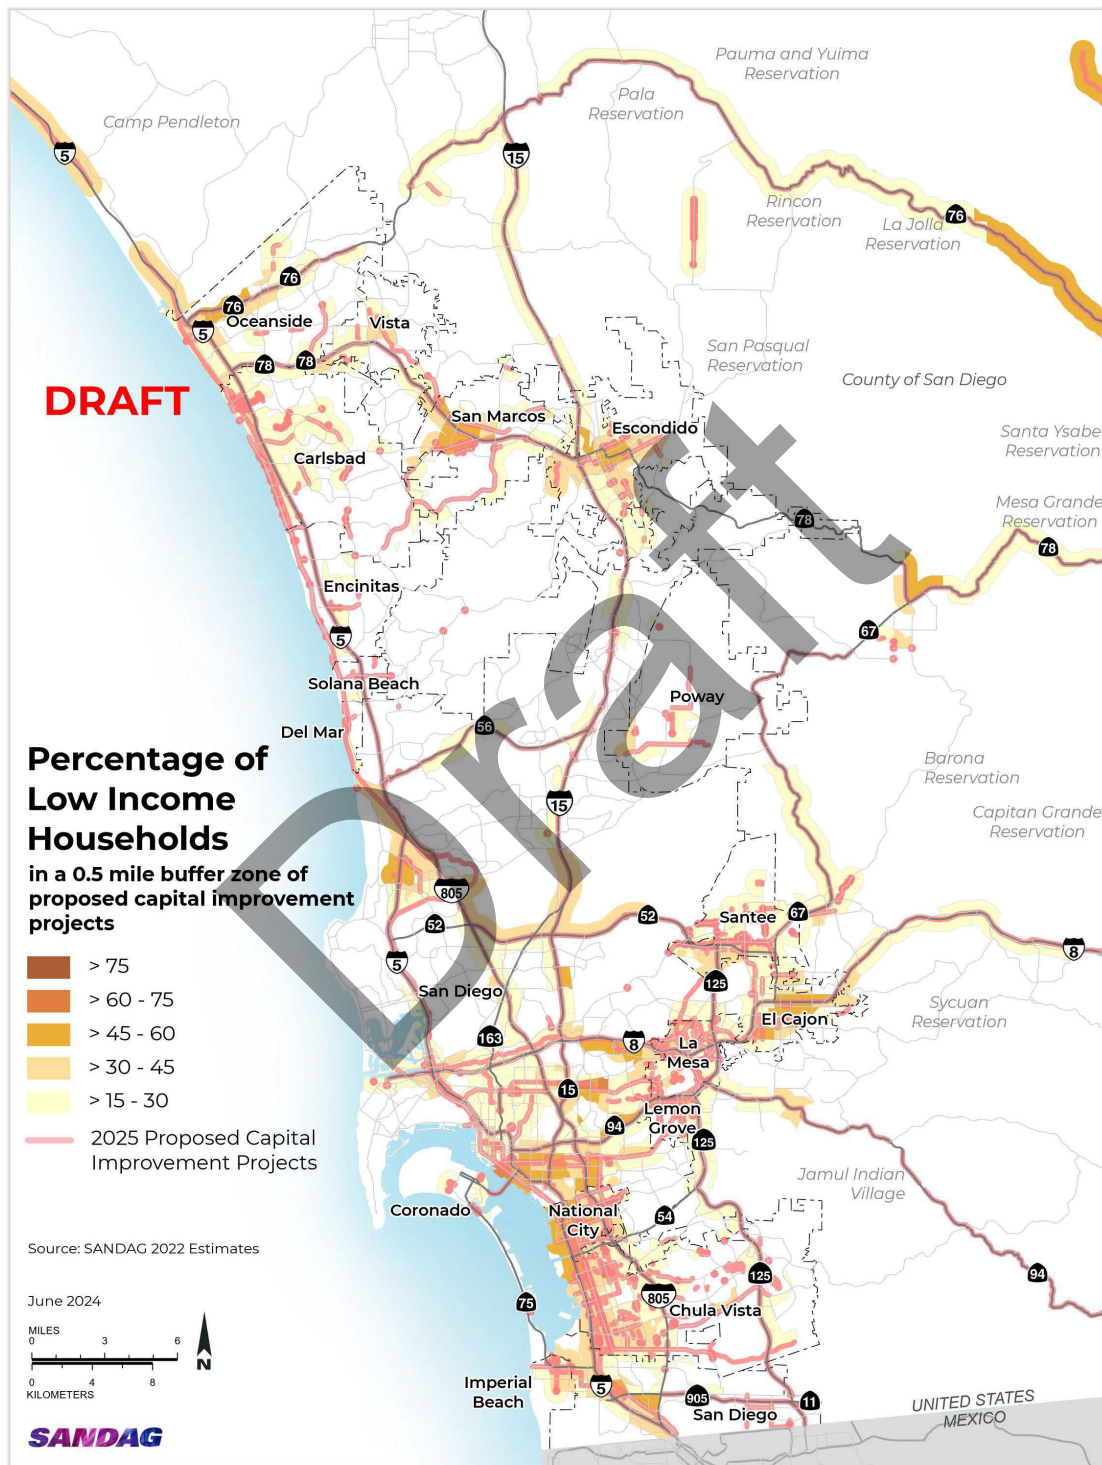 Pauma and Yuima
Reservation
Pala
Reservation
Camp Pendleton
5
15
Rincon
Reservation
76
La Jolla
Reservation
76
76
Oceanside
5
Vista
78
78
San Pasqual
Reservation
County of San Diego
DRAFT
San Marcos
Escondido
Santa Ysabe
Reservation
Carlsbad
Mesa Grande
Reservation
78
78
Encinitas
5
67
Solana Beach
Poway
Del Mar
56
Draft
Percentage of
Low Income
Households
in a 0.5 mile buffer zone of
proposed capital improvement
projects
Barona
Reservation
15
Capitan Grande
Reservation
805
52
52
Santee
67
8
5
> 75
> 60 - 75
> 45 - 60
> 30 - 45
> 15 - 30
2025 Proposed Capital
Improvement Projects
San Diego
125
El Cajon
Sycuan
Reservation
163
8
La
Mesa
15
94
Lemon
Grove
125
Jamul Indian
Village
Coronado
National
City
54
94
125
805
Chula Vista
75
Source: SANDAG 2022 Estimates
June 2024
MILES
0 3 6
0 4 8
KILOMETERS
N
Imperial
Beach
5
905
San Diego
11
UNITED STATES
MEXICO
SANDAG